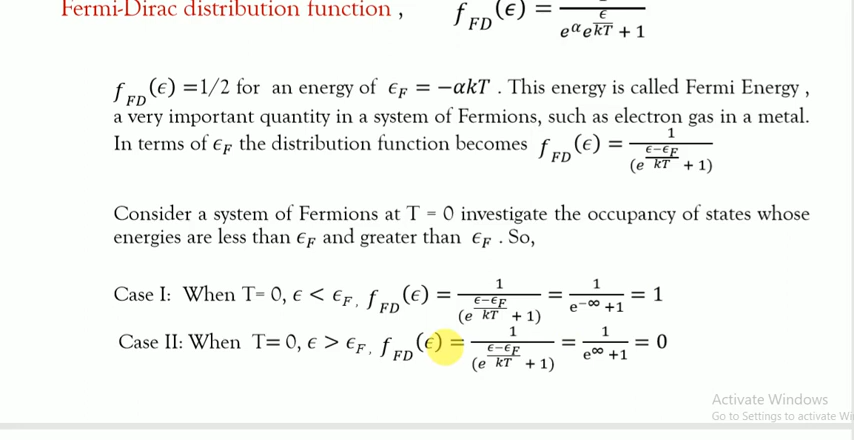 Fermi-Dirac distribution function , f_FD(ϵ) = 1/(e^α e^(ϵ/kT) + 1)
f_FD(ϵ) =1/2 for an energy of ϵ_F = −αkT . This energy is called Fermi Energy ,
a very important quantity in a system of Fermions, such as electron gas in a metal.
In terms of ϵ_F the distribution function becomes f_FD(ϵ) = 1/(e^((ϵ−ϵ_F)/kT) + 1)
Consider a system of Fermions at T = 0 investigate the occupancy of states whose
energies are less than ϵ_F and greater than ϵ_F . So,
Case I: When T= 0, ϵ < ϵ_F, f_FD(ϵ) = 1/(e^((ϵ−ϵ_F)/kT) + 1) = 1/(e^−∞ +1) = 1
Case II: When T= 0, ϵ > ϵ_F, f_FD(ϵ) = 1/(e^((ϵ−ϵ_F)/kT) + 1) = 1/(e^∞ +1) = 0
Activate Windows
Go to Settings to activate Wi